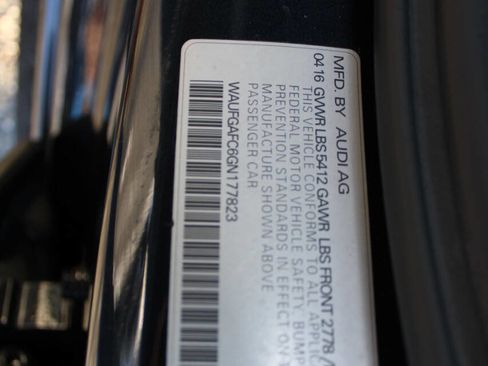 MFD. BY AUDI AG
04 16 GVWR LBS 5412 GAWR LBS FRONT 2778 /
THIS VEHICLE CONFORMS TO ALL
FEDERAL MOTOR VEHICLE SAFETY,
PREVENTION STANDARDS IN EFFECT ON
MANUFACTURE SHOWN ABOVE
PASSENGER CAR
WAUFGAFC6GN177823